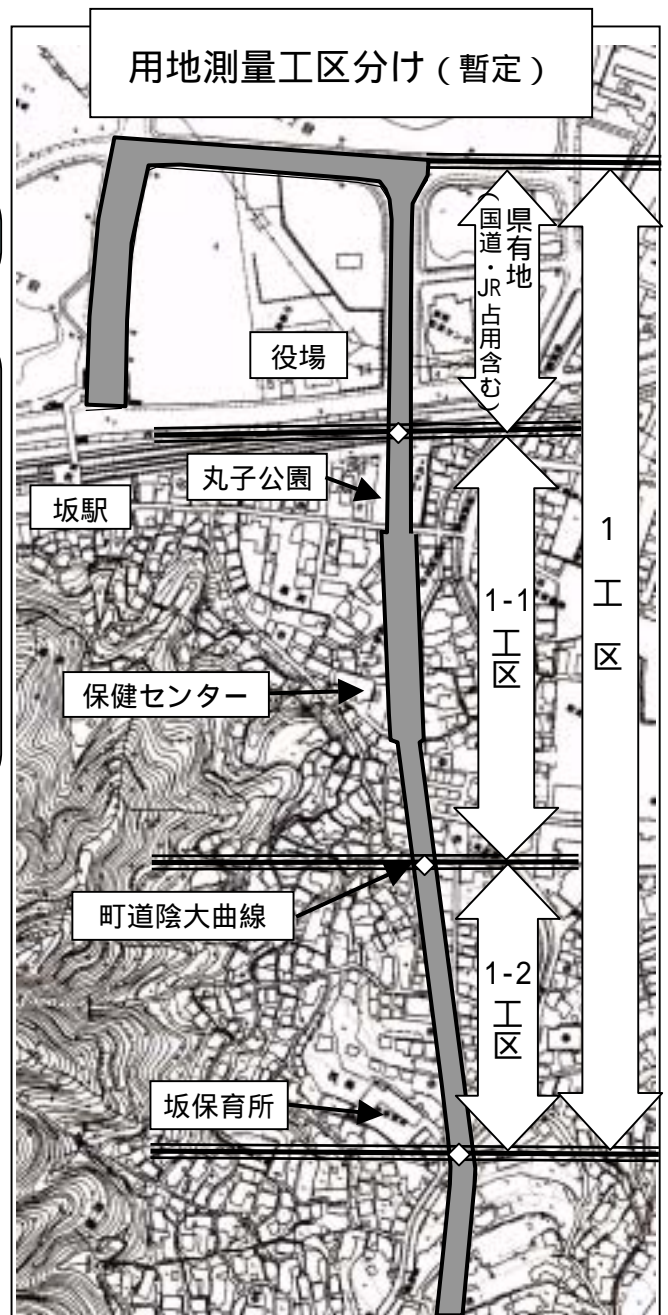 用地測量工区分け（暫定）
県有地
（国道・JR占用含む）
役場
丸子公園
坂駅
1工区
1-1工区
保健センター
町道陰大曲線
1-2工区
坂保育所